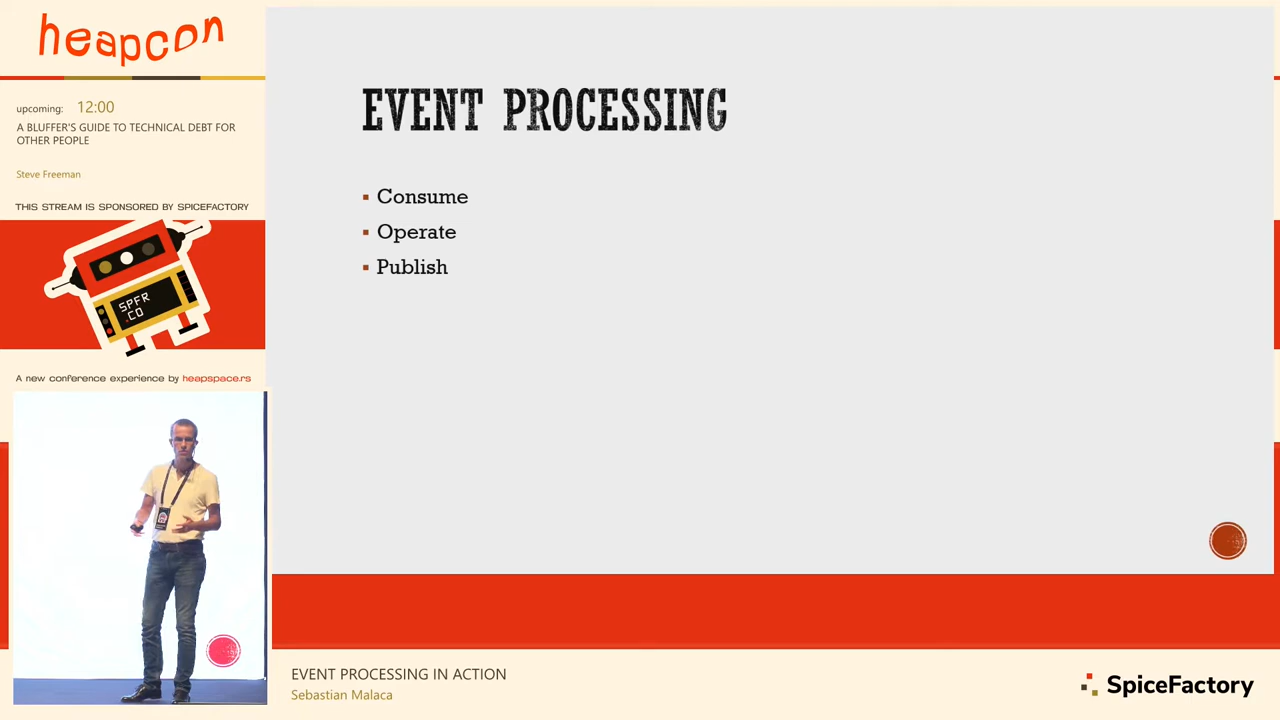 heapcon
upcoming: 12:00
A BLUFFER'S GUIDE TO TECHNICAL DEBT FOR
OTHER PEOPLE
Steve Freeman
THIS STREAM IS SPONSORED BY SPICEFACTORY
SPFR
.CO
A new conference experience by heapspace.rs
EVENT PROCESSING
Consume
Operate
Publish
EVENT PROCESSING IN ACTION
Sebastian Malaca
SpiceFactory